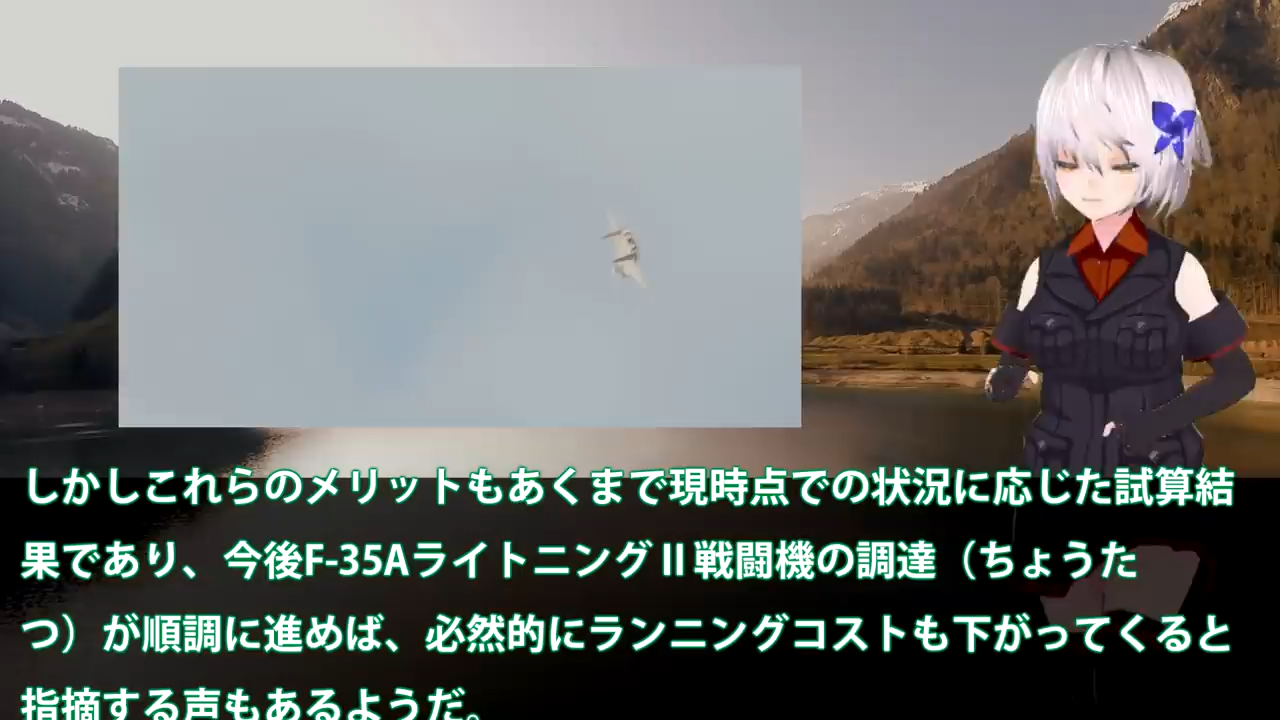 しかしこれらのメリットもあくまで現時点での状況に応じた試算結
果であり、今後F-35AライトニングⅡ戦闘機の調達（ちょうた
つ）が順調に進めば、必然的にランニングコストも下がってくると
指摘する声もあるようだ。